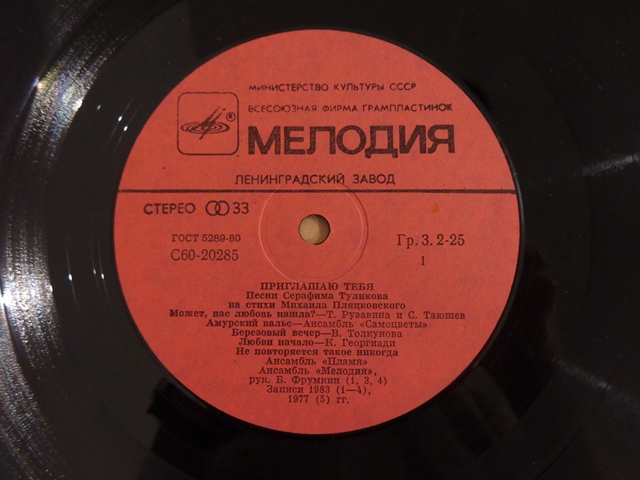 МИНИСТЕРСТВО КУЛЬТУРЫ СССР
ВСЕСОЮЗНАЯ ФИРМА ГРАМПЛАСТИНОК
® МЕЛОДИЯ
ЛЕНИНГРАДСКИЙ ЗАВОД
СТЕРЕО 33
ГОСТ 5289-80
Гр. 3. 2-25
С60-20285
1
ПРИГЛАШАЮ ТЕБЯ
Песни Серафима Туликова
на стихи Михаила Пляцковского
Может, нас любовь нашла?—Т. Рузавина и С. Таюшев
Амурский вальс—Ансамбль «Самоцветы»
Березовый вечер—В. Толкунова
Любви начало—К. Георгиади
Не повторяется такое никогда
Ансамбль «Пламя»
Ансамбль «Мелодия»,
рук. Б. Фрумкин (1, 3, 4)
Записи 1983 (1—4),
1977 (5) гг.